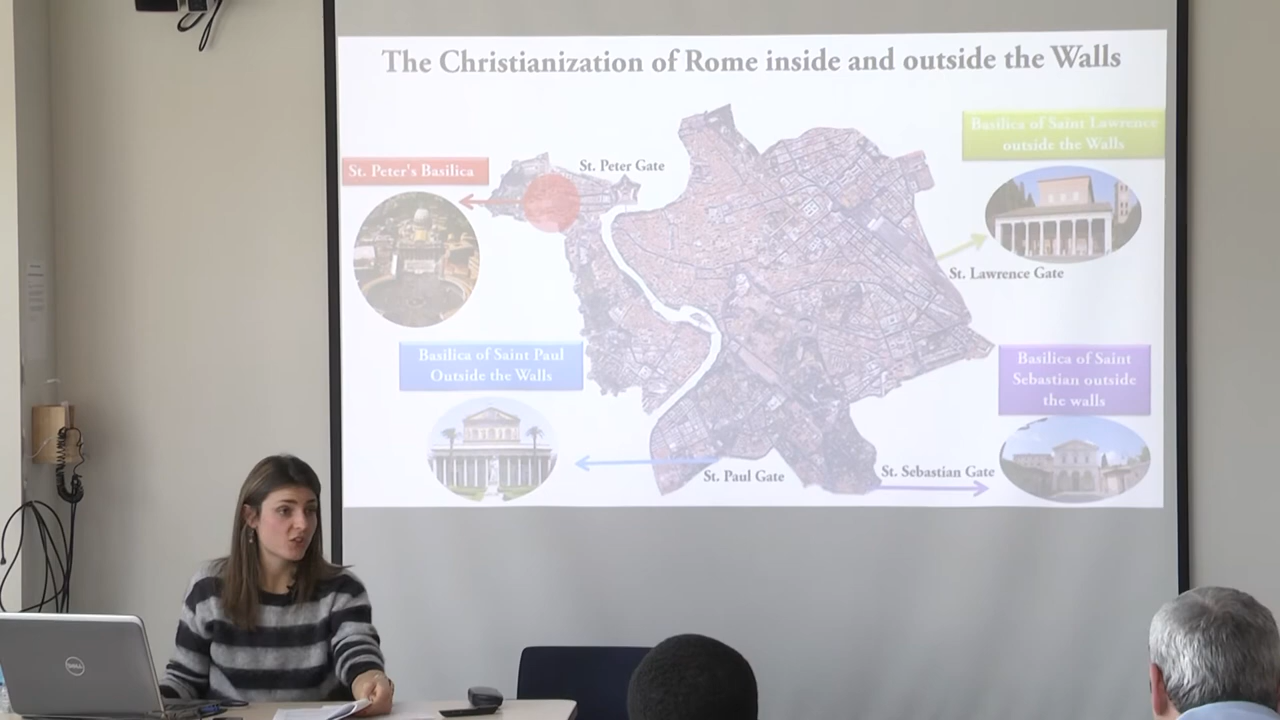 The Christianization of Rome inside and outside the Walls
St. Peter's Basilica
St. Peter Gate
Basilica of Saint Lawrence
outside the Walls
St. Lawrence Gate
Basilica of Saint Paul
Outside the Walls
Basilica of Saint
Sebastian outside
the walls
St. Paul Gate
St. Sebastian Gate
DELL